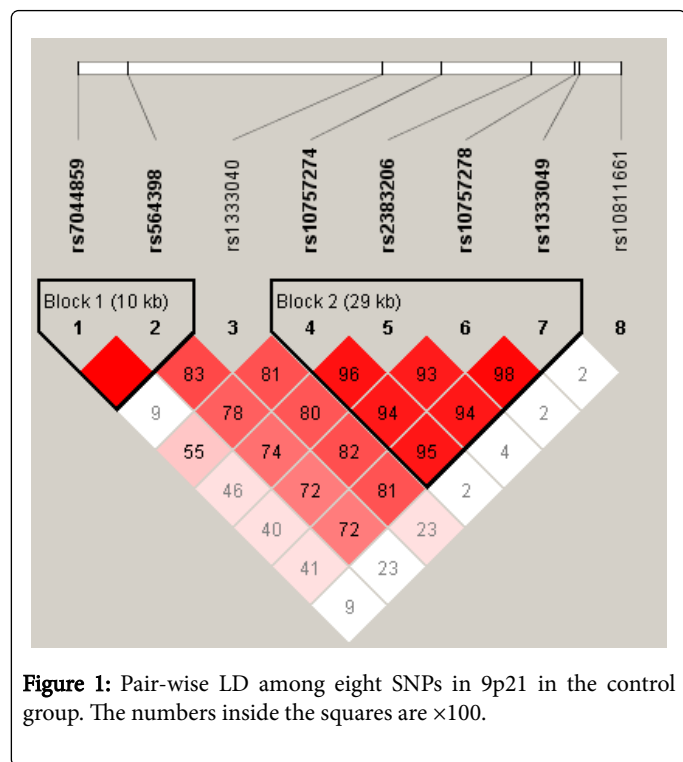 rs7044859
rs564398
rs1333040
rs10757274
rs2383206
rs10757278
rs1333049
rs10811661
Block 1 (10 kb) Block 2 (29 kb)
1 2 3 4 5 6 7 8
83 81 96 93 98 2
9 78 80 94 94 2
55 74 82 95 4
46 72 81 2
40 72 23
41 23
9
Figure 1: Pair-wise LD among eight SNPs in 9p21 in the control
group. The numbers inside the squares are ×100.